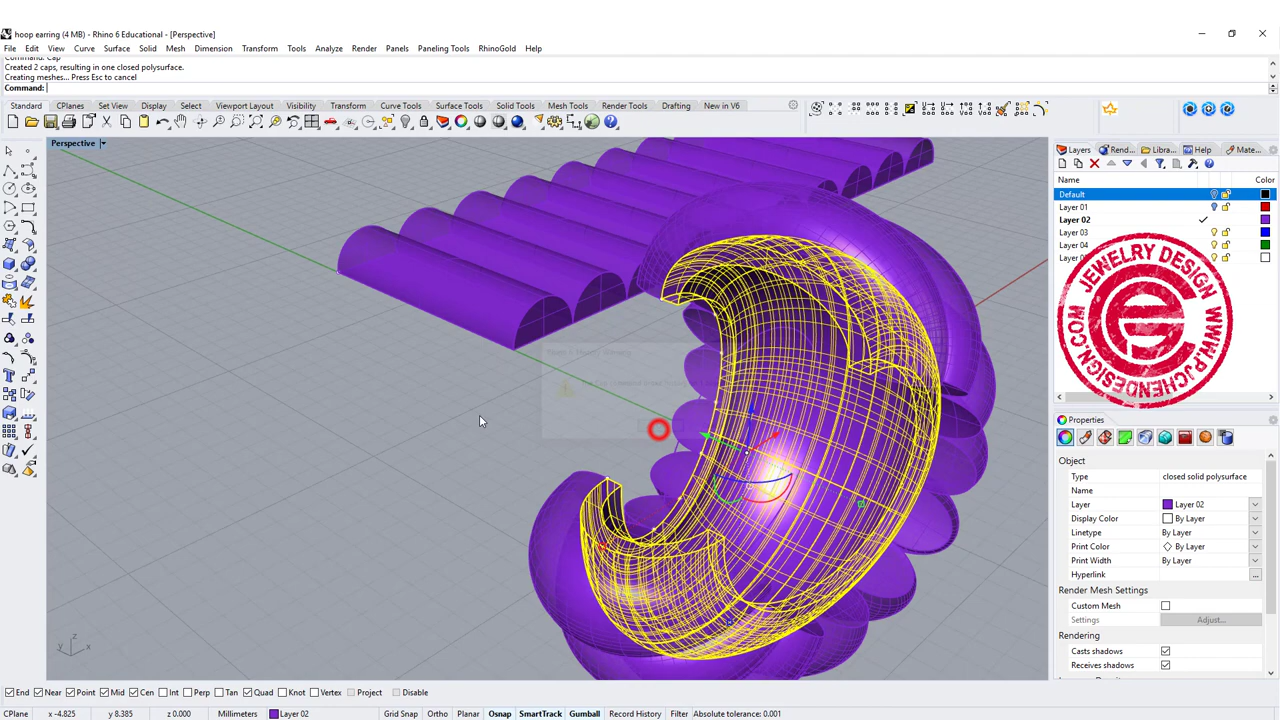 hoop earring (4 MB) - Rhino 6 Educational - [Perspective]
File Edit View Curve Surface Solid Mesh Dimension Transform Tools Analyze Render Panels Paneling Tools RhinoGold Help
Command: Cap
Created 2 caps, resulting in one closed polysurface.
Creating meshes... Press Esc to cancel
Command:
Standard CPlanes Set View Display Select Viewport Layout Visibility Transform Curve Tools Surface Tools Solid Tools Mesh Tools Render Tools Drafting New in V6
Perspective
Layers Rend... Libra... Help Mate...
Name Color
Default
Layer 01
Layer 02
Layer 03
Layer 04
JEWELRY DESIGN WWW.PJCHENDESIGN.COM
Properties
Object
Type closed solid polysurface
Name
Layer Layer 02
Display Color By Layer
Linetype By Layer
Print Color By Layer
Print Width By Layer
Hyperlink ...
Render Mesh Settings
Custom Mesh
Settings Adjust...
Rendering
Casts shadows
Receives shadows
z
y x
End Near Point Mid Cen Int Perp Tan Quad Knot Vertex Project Disable
CPlane x -4.825 y 8.385 z 0.000 Millimeters Layer 02 Grid Snap Ortho Planar Osnap SmartTrack Gumball Record History Filter Absolute tolerance: 0.001